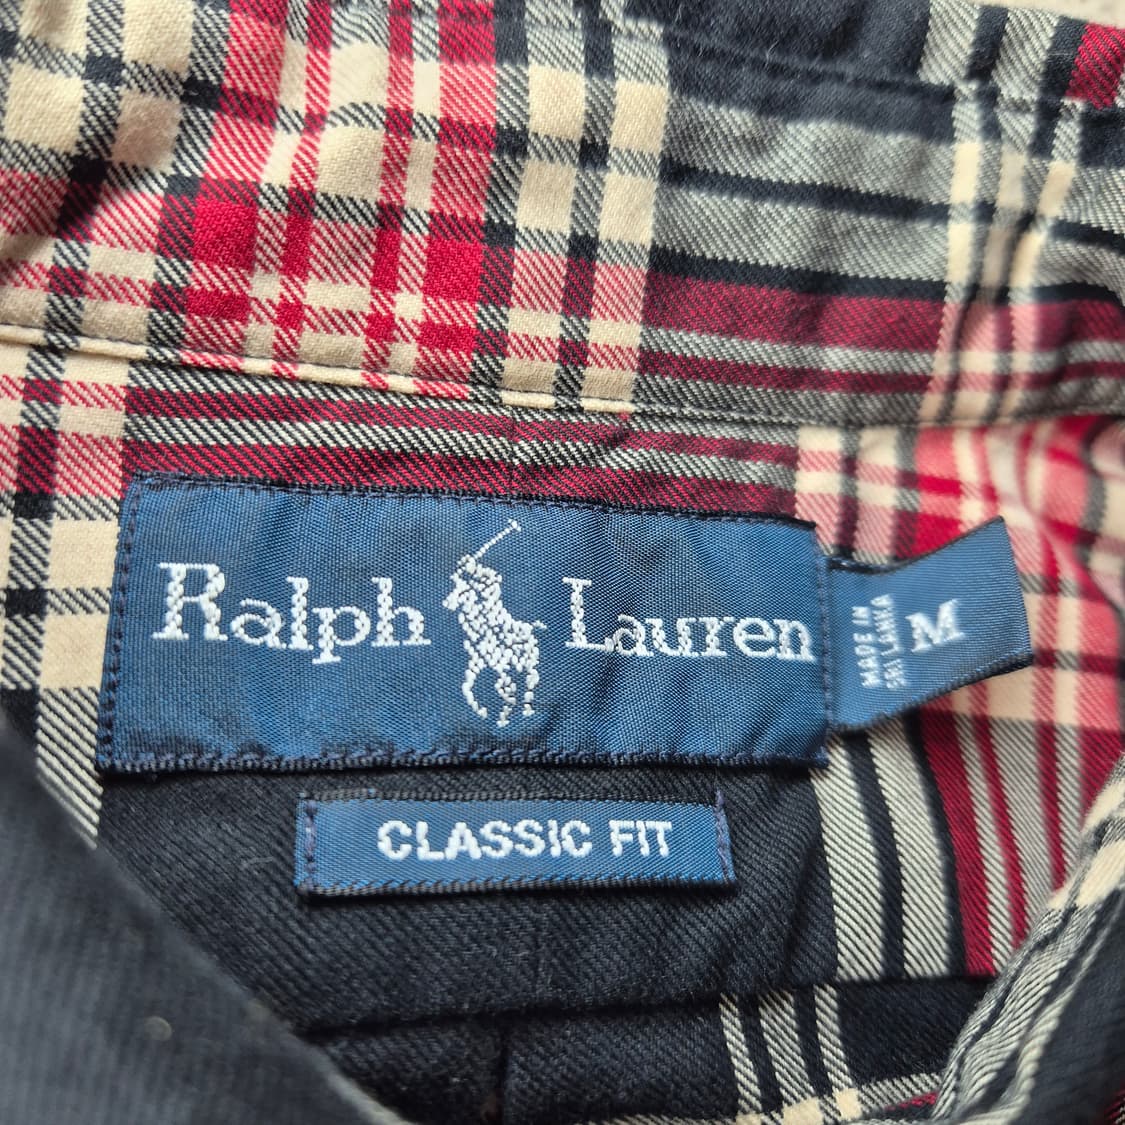 Ralph Lauren
MADE IN
SRI LANKA
M
CLASSIC FIT